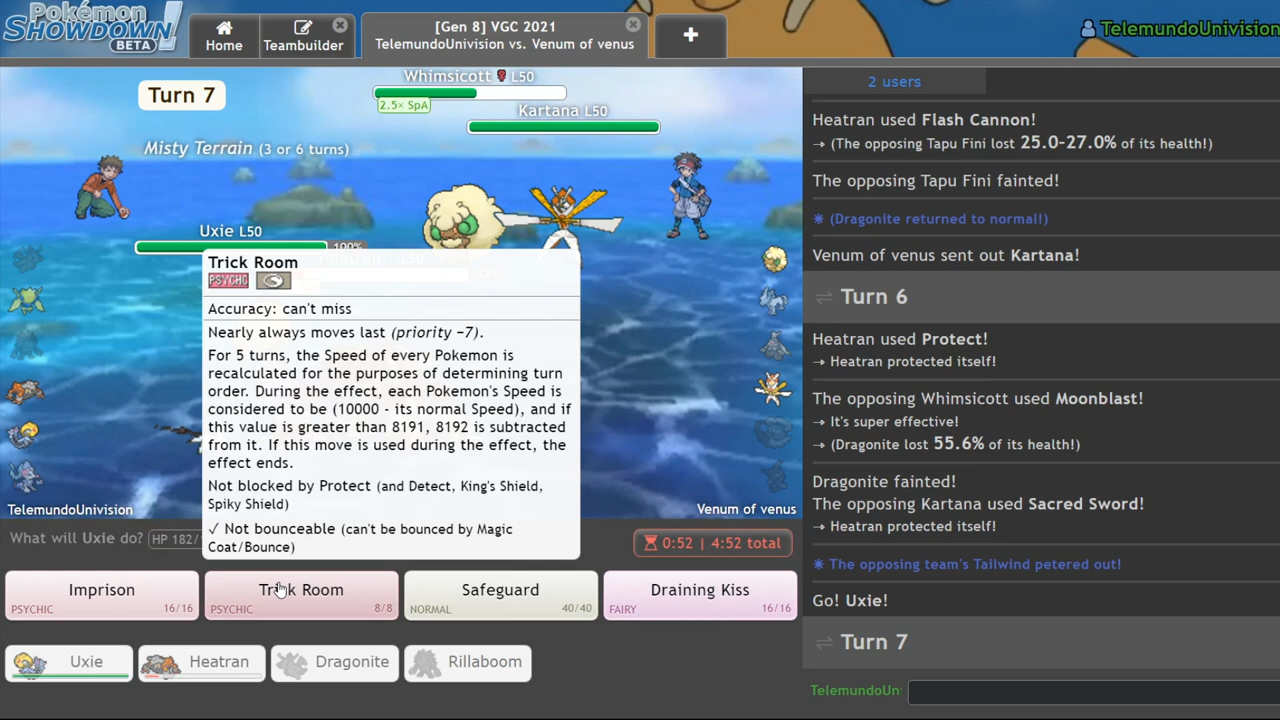 Pokémon
SHOWDOWN!
BETA
Home
Teambuilder
[Gen 8] VGC 2021
TelemundoUnivision vs. Venum of venus
TelemundoUnivision
Turn 7
Whimsicott L50
2.5× SpA
Kartana L50
Misty Terrain (3 or 6 turns)
Uxie L50
100%
Trick Room
PSYCHC
Accuracy: can't miss
Nearly always moves last (priority −7).
For 5 turns, the Speed of every Pokemon is
recalculated for the purposes of determining turn
order. During the effect, each Pokemon's Speed is
considered to be (10000 - its normal Speed), and if
this value is greater than 8191, 8192 is subtracted
from it. If this move is used during the effect, the
effect ends.
Not blocked by Protect (and Detect, King's Shield,
Spiky Shield)
✓ Not bounceable (can't be bounced by Magic
Coat/Bounce)
TelemundoUnivision
Venum of venus
What will Uxie do? HP 182/1
0:52 | 4:52 total
Imprison
PSYCHIC 16/16
Trick Room
PSYCHIC 8/8
Safeguard
NORMAL 40/40
Draining Kiss
FAIRY 16/16
Uxie
Heatran
Dragonite
Rillaboom
2 users
Heatran used Flash Cannon!
→ (The opposing Tapu Fini lost 25.0-27.0% of its health!)
The opposing Tapu Fini fainted!
✳ (Dragonite returned to normal!)
Venum of venus sent out Kartana!
⇌ Turn 6
Heatran used Protect!
→ Heatran protected itself!
The opposing Whimsicott used Moonblast!
→ It's super effective!
→ (Dragonite lost 55.6% of its health!)
Dragonite fainted!
The opposing Kartana used Sacred Sword!
→ Heatran protected itself!
✳ The opposing team's Tailwind petered out!
Go! Uxie!
⇌ Turn 7
TelemundoUn: